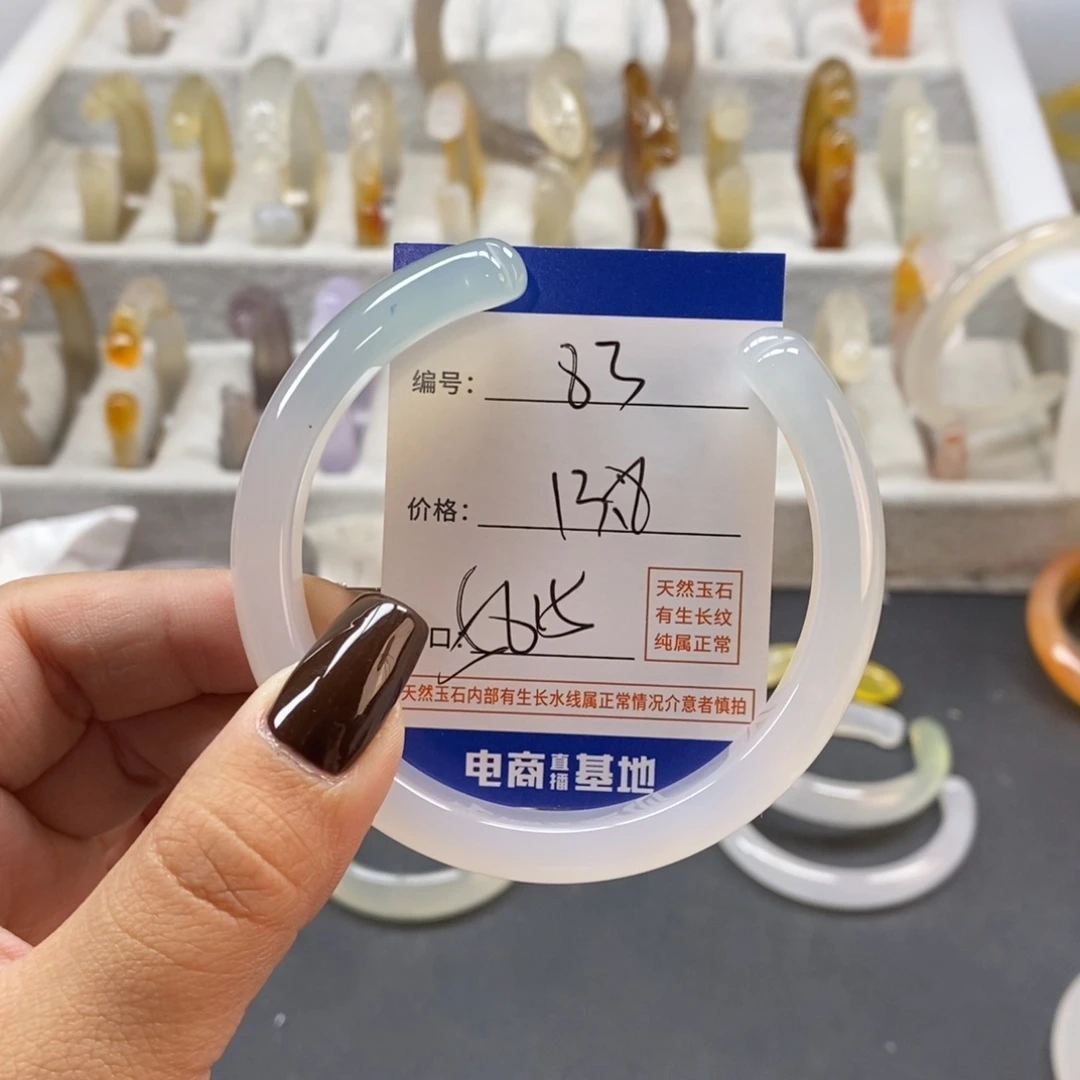 编号: 83
价格: 138
天然玉石
有生长纹
纯属正常
口:
天然玉石内部有生长水线属正常情况介意者慎拍
电商直播基地